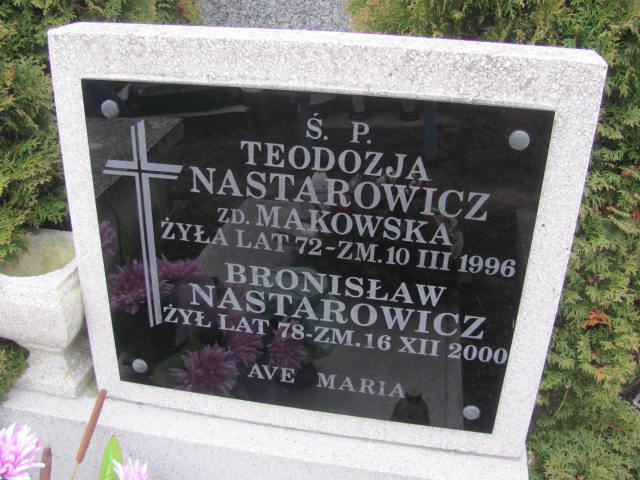 Ś. P.
TEODOZJA
NASTAROWICZ
ZD. MAKOWSKA
ŻYŁA LAT 72-ZM. 10 III 1996
BRONISŁAW
NASTAROWICZ
ŻYŁ LAT 78-ZM. 16 XII 2000
AVE MARIA